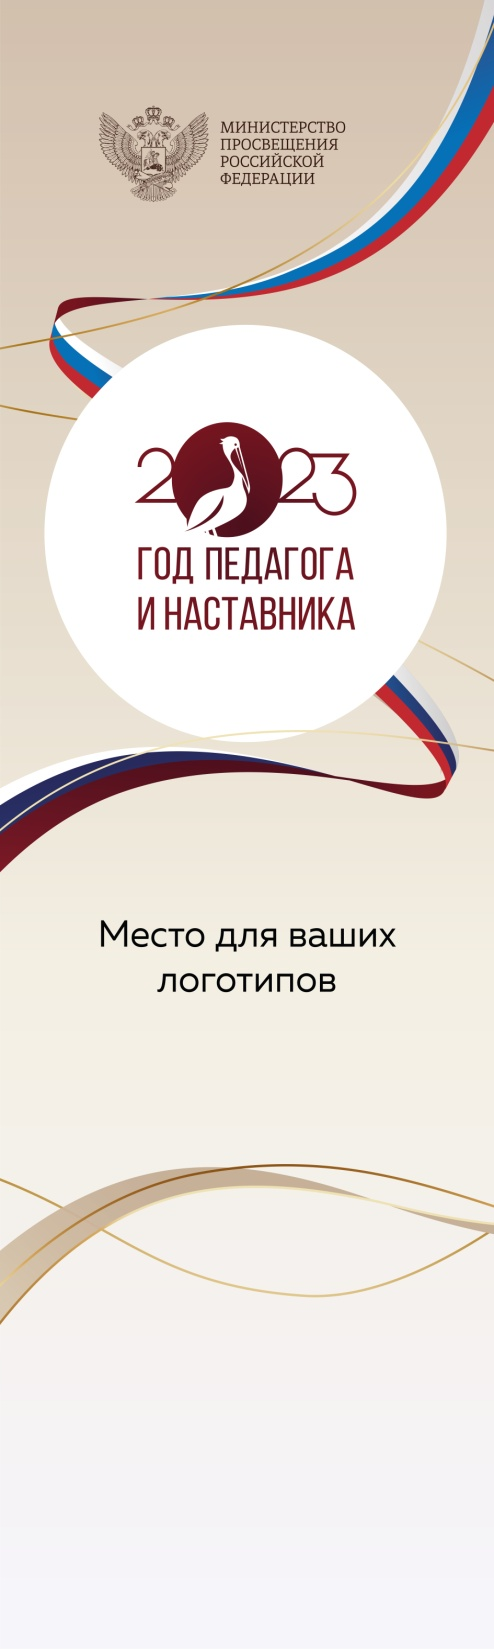 МИНИСТЕРСТВО
ПРОСВЕЩЕНИЯ
РОССИЙСКОЙ
ФЕДЕРАЦИИ
2023
ГОД ПЕДАГОГА
И НАСТАВНИКА
Место для ваших
логотипов